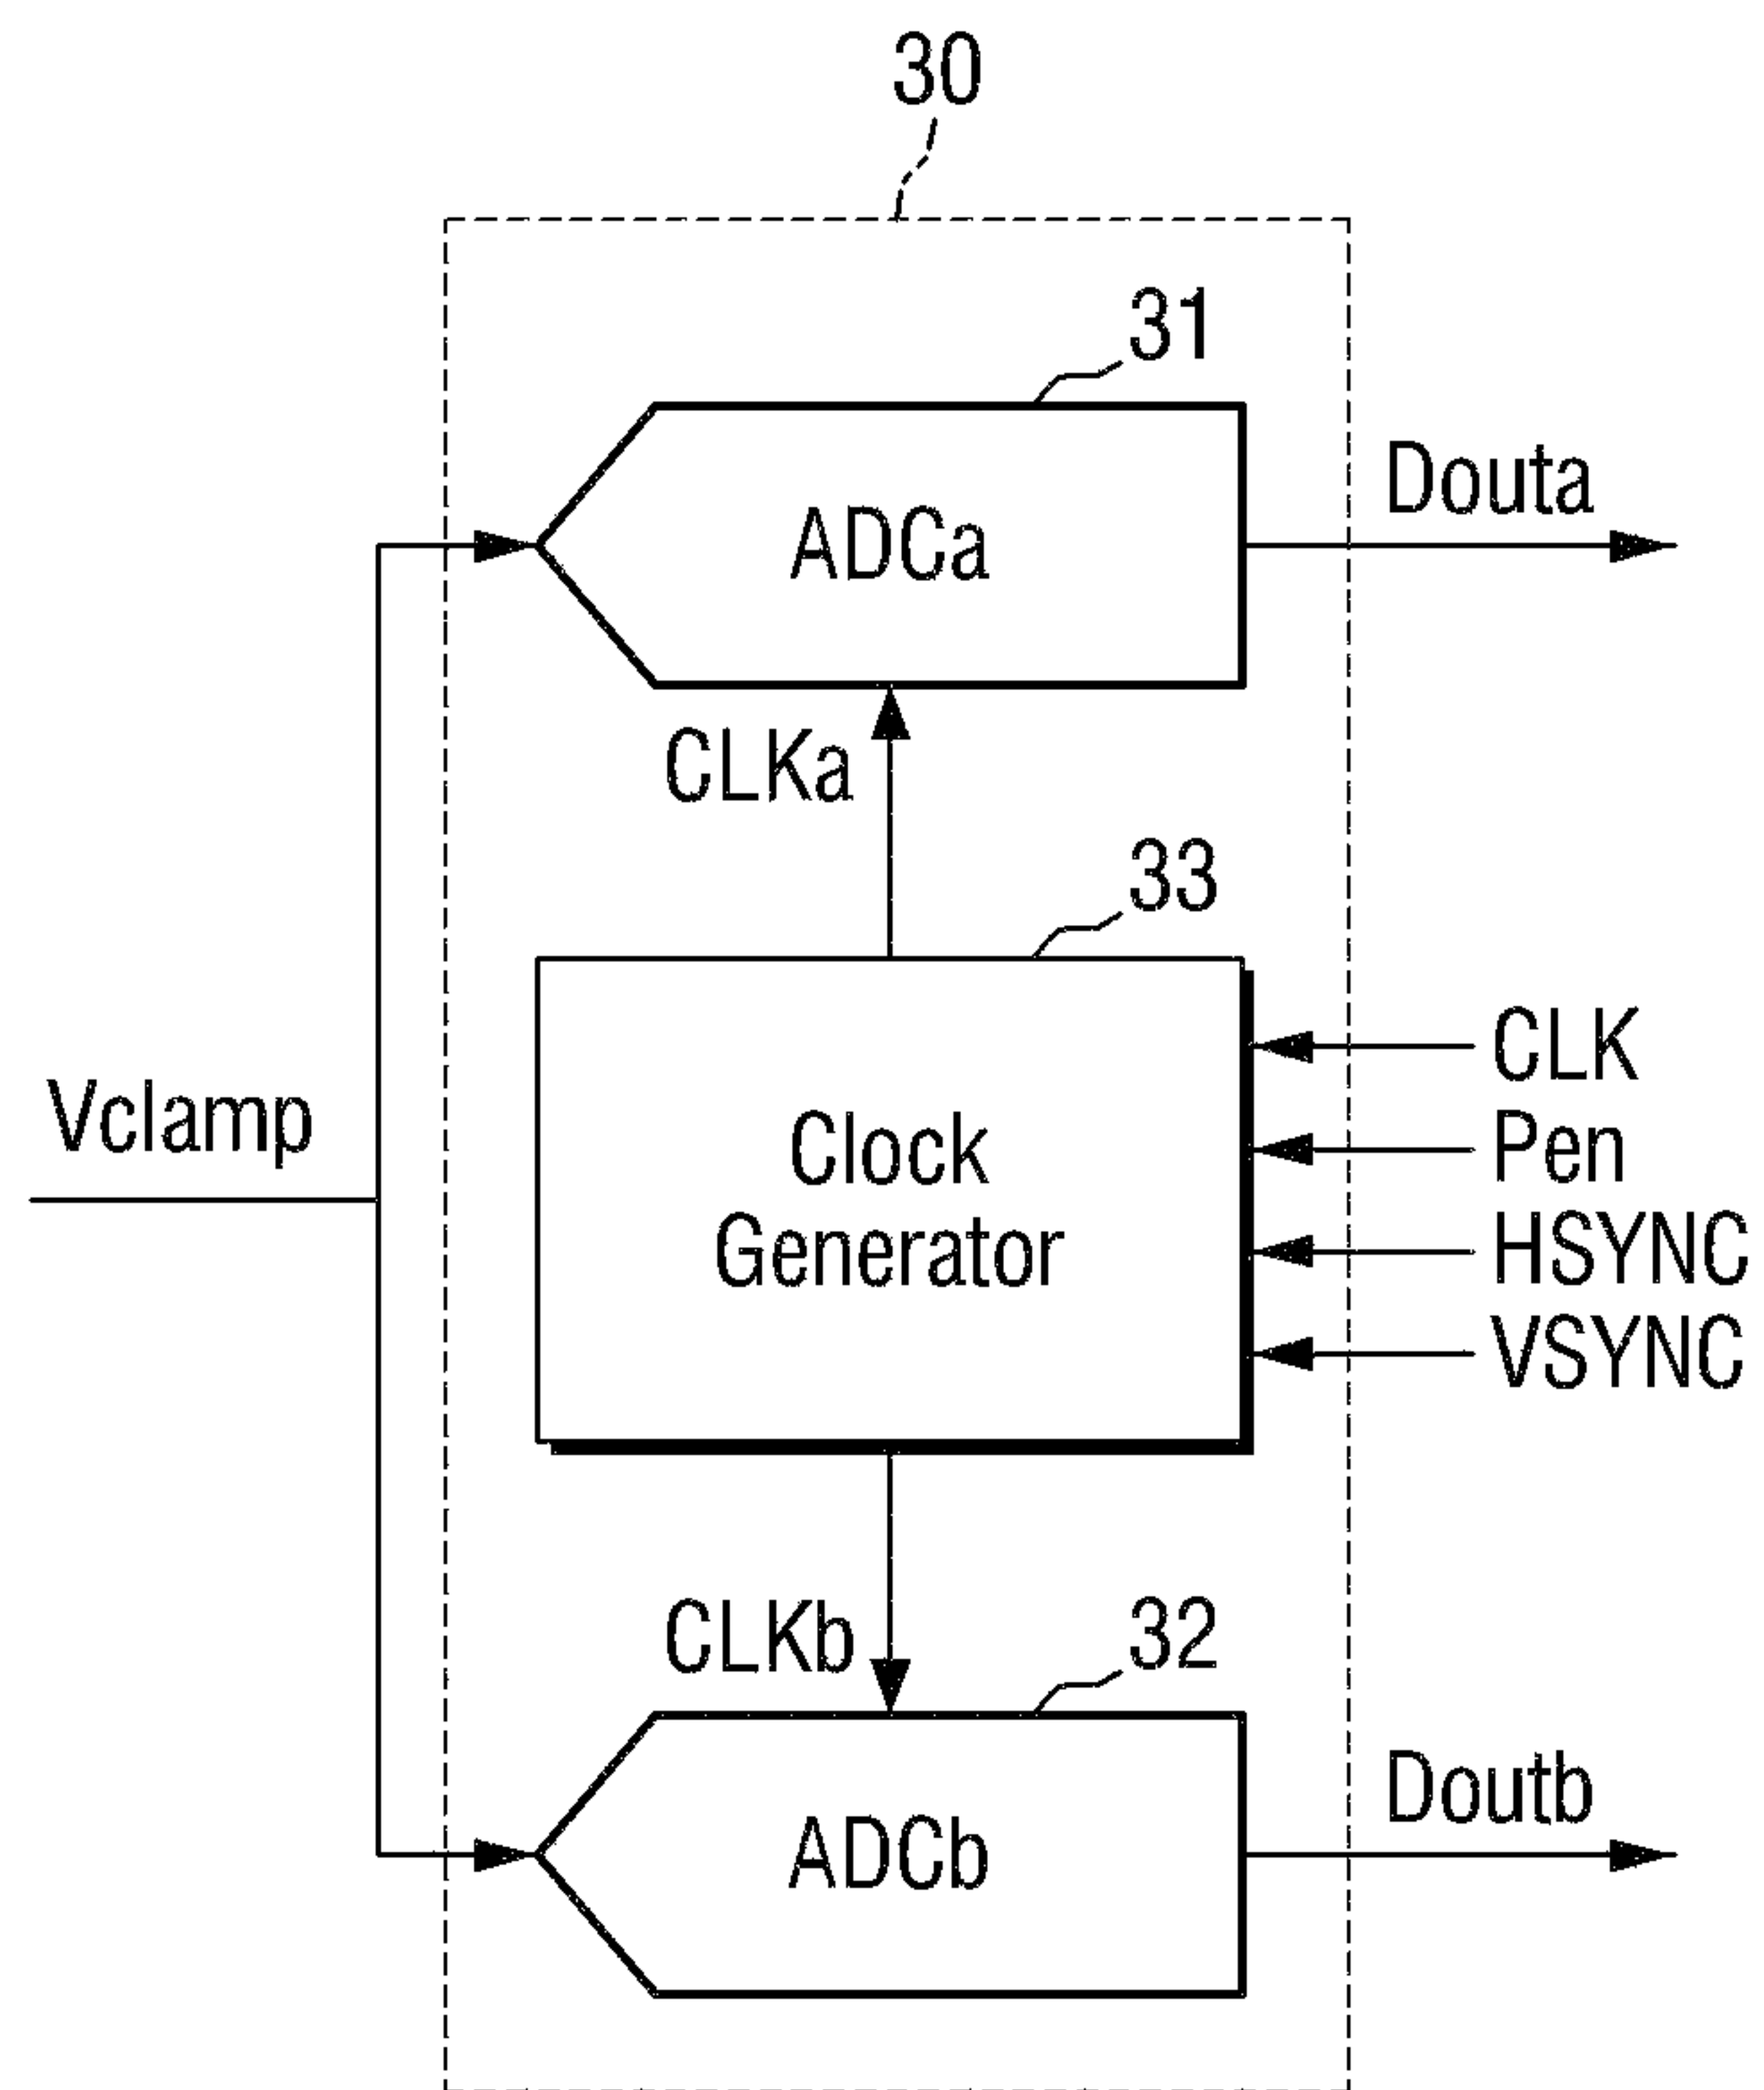 30
31
Douta
ADCa
CLKa
33
CLK
Vclamp
Pen
Clock
Generator
HSYNC
VSYNC
CLKb
32
Doutb
ADCb